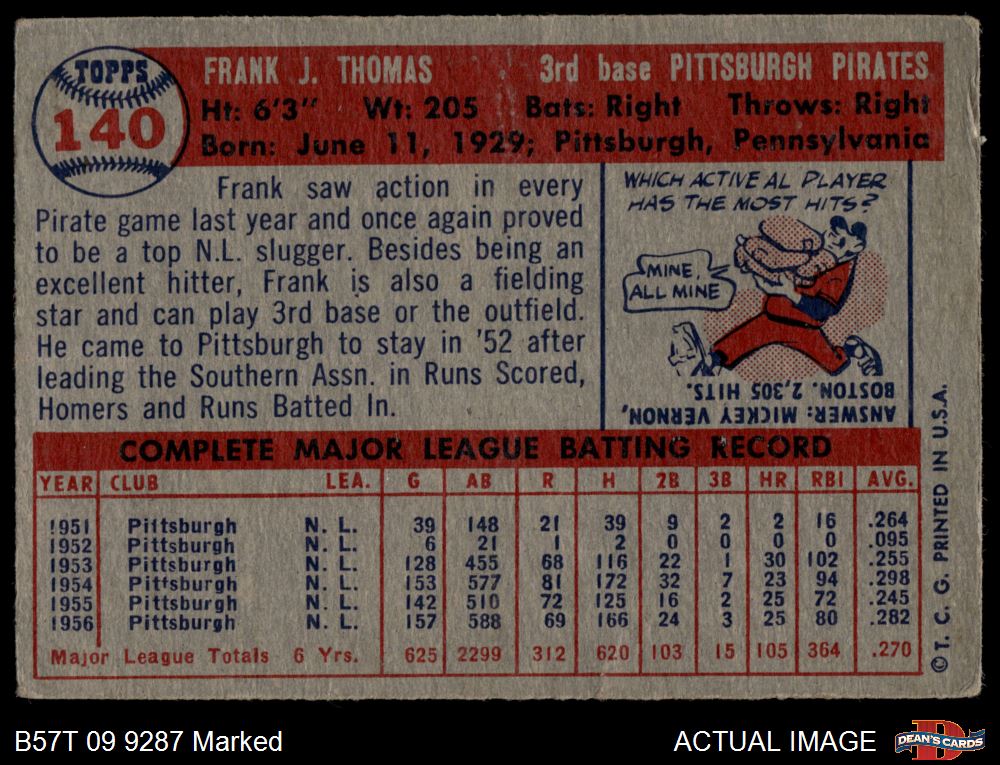 TOPPS
140
FRANK J. THOMAS 3rd base PITTSBURGH PIRATES
Ht: 6'3" Wt: 205 Bats: Right Throws: Right
Born: June 11, 1929; Pittsburgh, Pennsylvania
Frank saw action in every
Pirate game last year and once again proved
to be a top N.L. slugger. Besides being an
excellent hitter, Frank is also a fielding
star and can play 3rd base or the outfield.
He came to Pittsburgh to stay in '52 after
leading the Southern Assn. in Runs Scored,
Homers and Runs Batted In.
WHICH ACTIVE AL PLAYER
HAS THE MOST HITS?
MINE,
ALL MINE
ANSWER: MICKEY VERNON,
BOSTON. 2,305 HITS.
COMPLETE MAJOR LEAGUE BATTING RECORD
YEAR CLUB LEA. G AB R H 2B 3B HR RBI AVG.
1951 Pittsburgh N. L. 39 148 21 39 9 2 2 16 .264
1952 Pittsburgh N. L. 6 21 1 2 0 0 0 0 .095
1953 Pittsburgh N. L. 128 455 68 116 22 1 30 102 .255
1954 Pittsburgh N. L. 153 577 81 172 32 7 23 94 .298
1955 Pittsburgh N. L. 142 510 72 125 16 2 25 72 .245
1956 Pittsburgh N. L. 157 588 69 166 24 3 25 80 .282
Major League Totals 6 Yrs. 625 2299 312 620 103 15 105 364 .270
© T. C. G. PRINTED IN U.S.A.
B57T 09 9287 Marked
ACTUAL IMAGE
DEAN'S CARDS